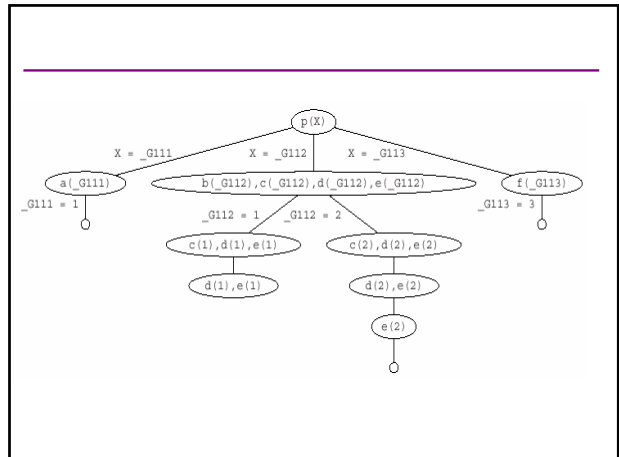 p(X)
X = _G111
X = _G112
X = _G113
a(_G111)
b(_G112),c(_G112),d(_G112),e(_G112)
f(_G113)
_G111 = 1
_G112 = 1
_G112 = 2
_G113 = 3
c(1),d(1),e(1)
c(2),d(2),e(2)
d(1),e(1)
d(2),e(2)
e(2)